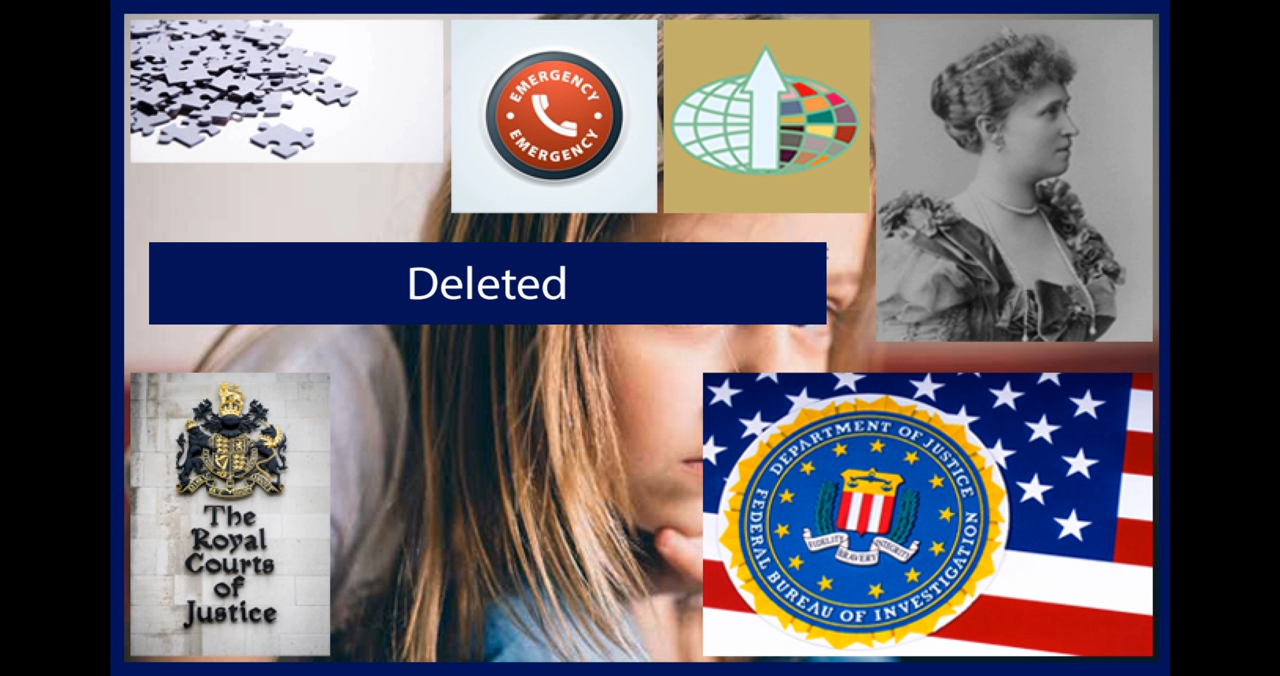 EMERGENCY
EMERGENCY
Deleted
The
Royal
Courts
of
Justice
DEPARTMENT OF JUSTICE
FEDERAL BUREAU OF INVESTIGATION
FIDELITY
BRAVERY
INTEGRITY